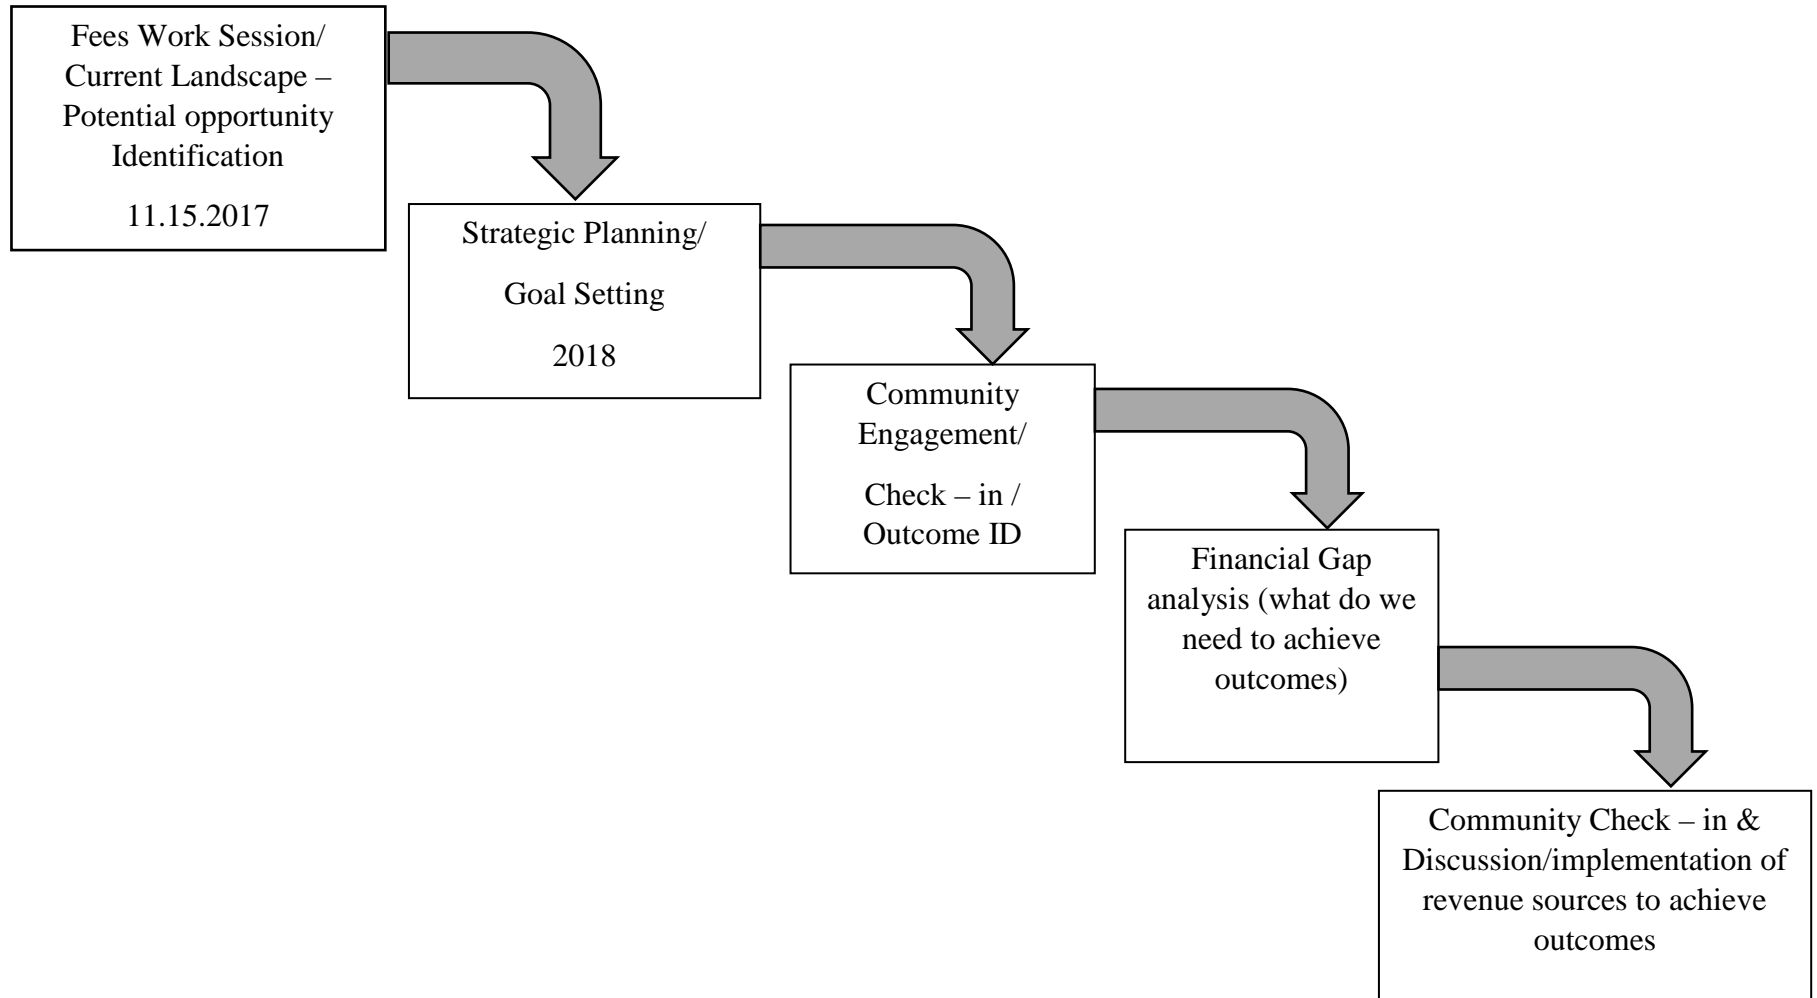 Fees Work Session/
Current Landscape –
Potential opportunity
Identification
11.15.2017
Strategic Planning/
Goal Setting
2018
Community
Engagement/
Check – in /
Outcome ID
Financial Gap
analysis (what do we
need to achieve
outcomes)
Community Check – in &
Discussion/implementation of
revenue sources to achieve
outcomes